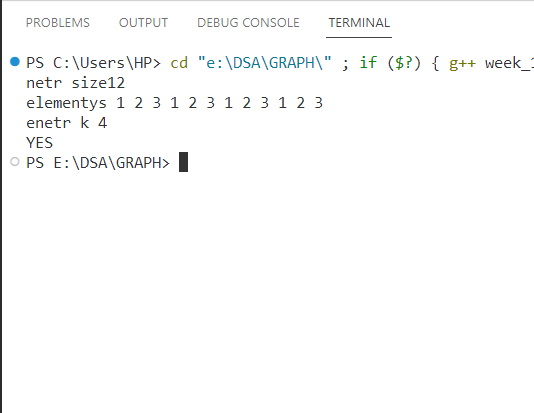 PROBLEMS OUTPUT DEBUG CONSOLE TERMINAL
PS C:\Users\HP> cd "e:\DSA\GRAPH\" ; if ($?) { g++ week_1
netr size12
elementys 1 2 3 1 2 3 1 2 3 1 2 3
enetr k 4
YES
PS E:\DSA\GRAPH>